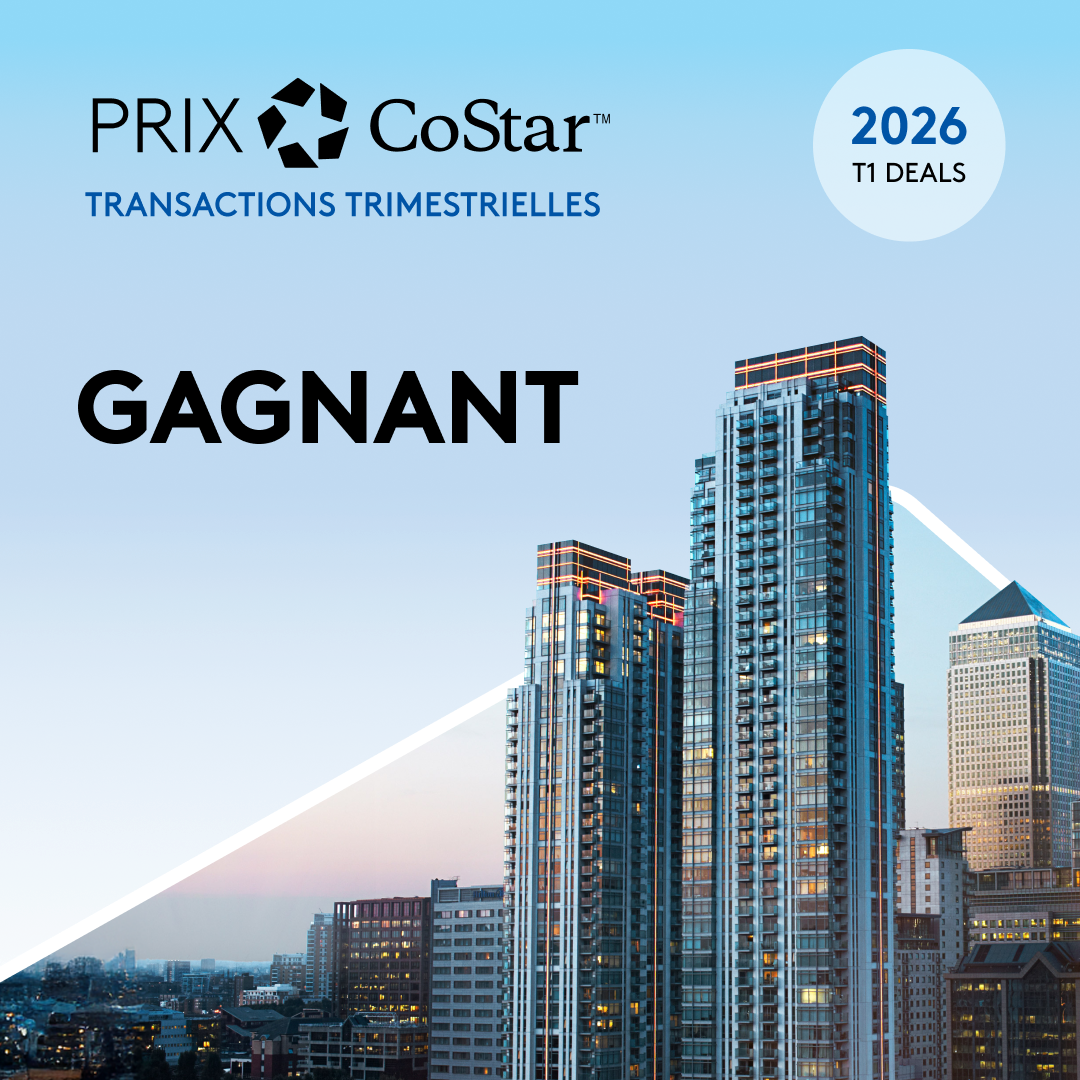 PRIX CoStar™
TRANSACTIONS TRIMESTRIELLES
2026
T1 DEALS
GAGNANT